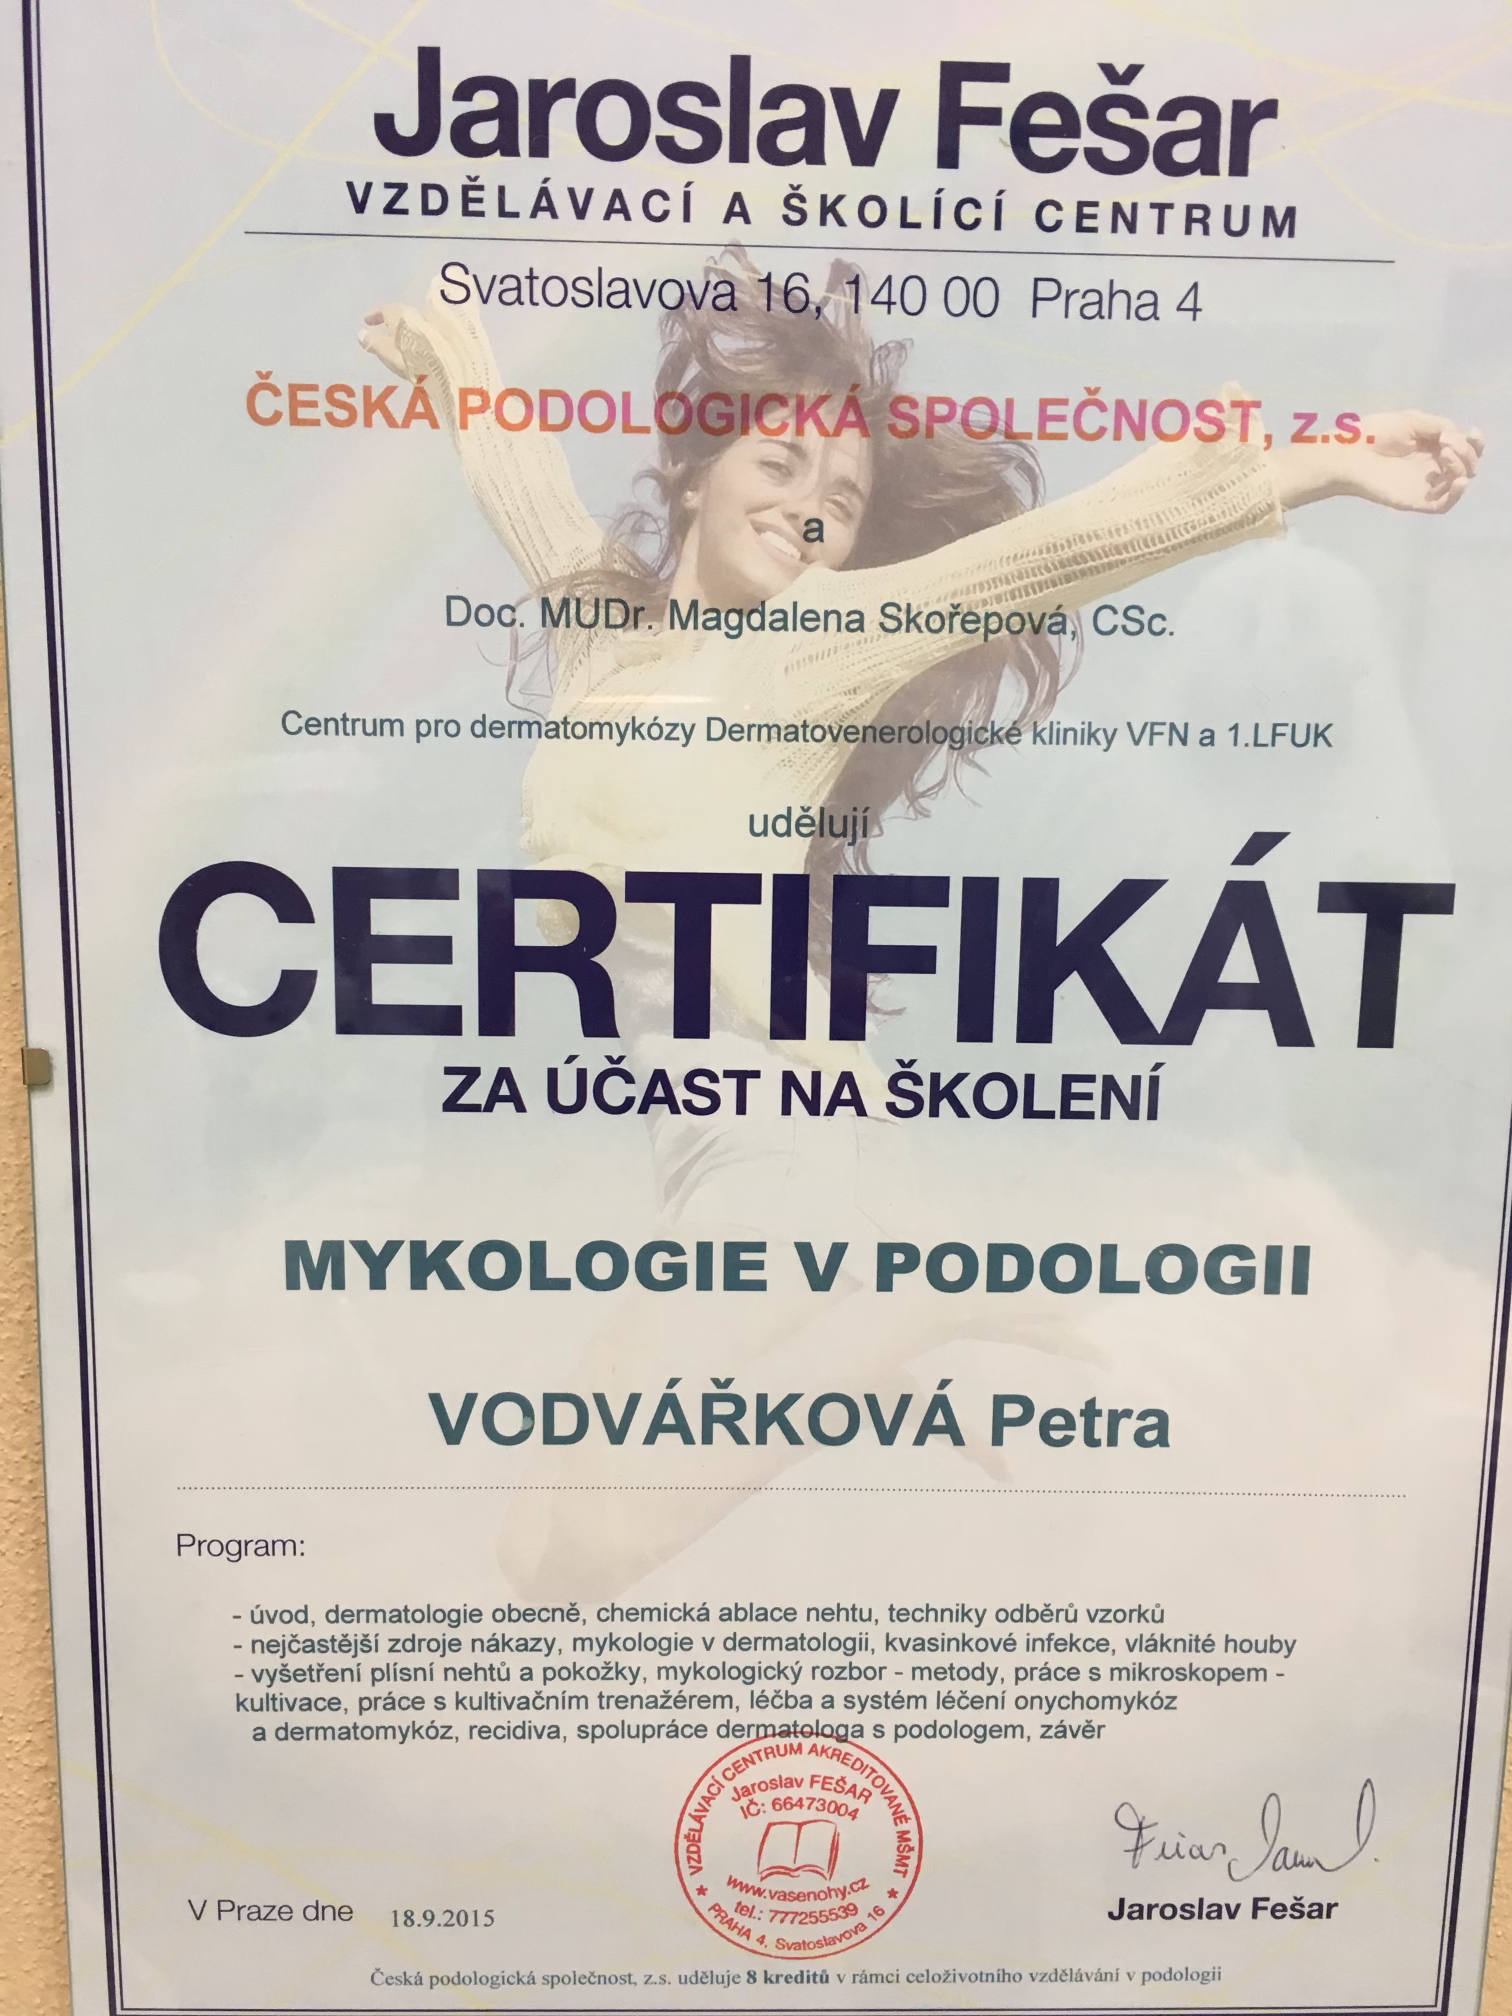 Jaroslav Fešar
VZDĚLÁVACÍ A ŠKOLÍCÍ CENTRUM
Svatoslavova 16, 140 00 Praha 4
ČESKÁ PODOLOGICKÁ SPOLEČNOST, z.s.
a
Doc. MUDr. Magdalena Skořepová, CSc.
Centrum pro dermatomykózy Dermatovenerologické kliniky VFN a 1.LFUK
udělují
CERTIFIKÁT
ZA ÚČAST NA ŠKOLENÍ
MYKOLOGIE V PODOLOGII
VODVÁŘKOVÁ Petra
Program:
- úvod, dermatologie obecně, chemická ablace nehtu, techniky odběrů vzorků
- nejčastější zdroje nákazy, mykologie v dermatologii, kvasinkové infekce, vláknité houby
- vyšetření plísní nehtů a pokožky, mykologický rozbor - metody, práce s mikroskopem -
kultivace, práce s kultivačním trenažérem, léčba a systém léčení onychomykóz
a dermatomykóz, recidiva, spolupráce dermatologa s podologem, závěr
VZDĚLÁVACÍ CENTRUM AKREDITOVANÉ MŠMT
Jaroslav FEŠAR
IČ: 66473004
www.vasenohy.cz
tel.: 777255539
PRAHA 4, Svatoslavova 16
Jaroslav Fešar
V Praze dne 18.9.2015
Česká podologická společnost, z.s. uděluje 8 kreditů v rámci celoživotního vzdělávání v podologii